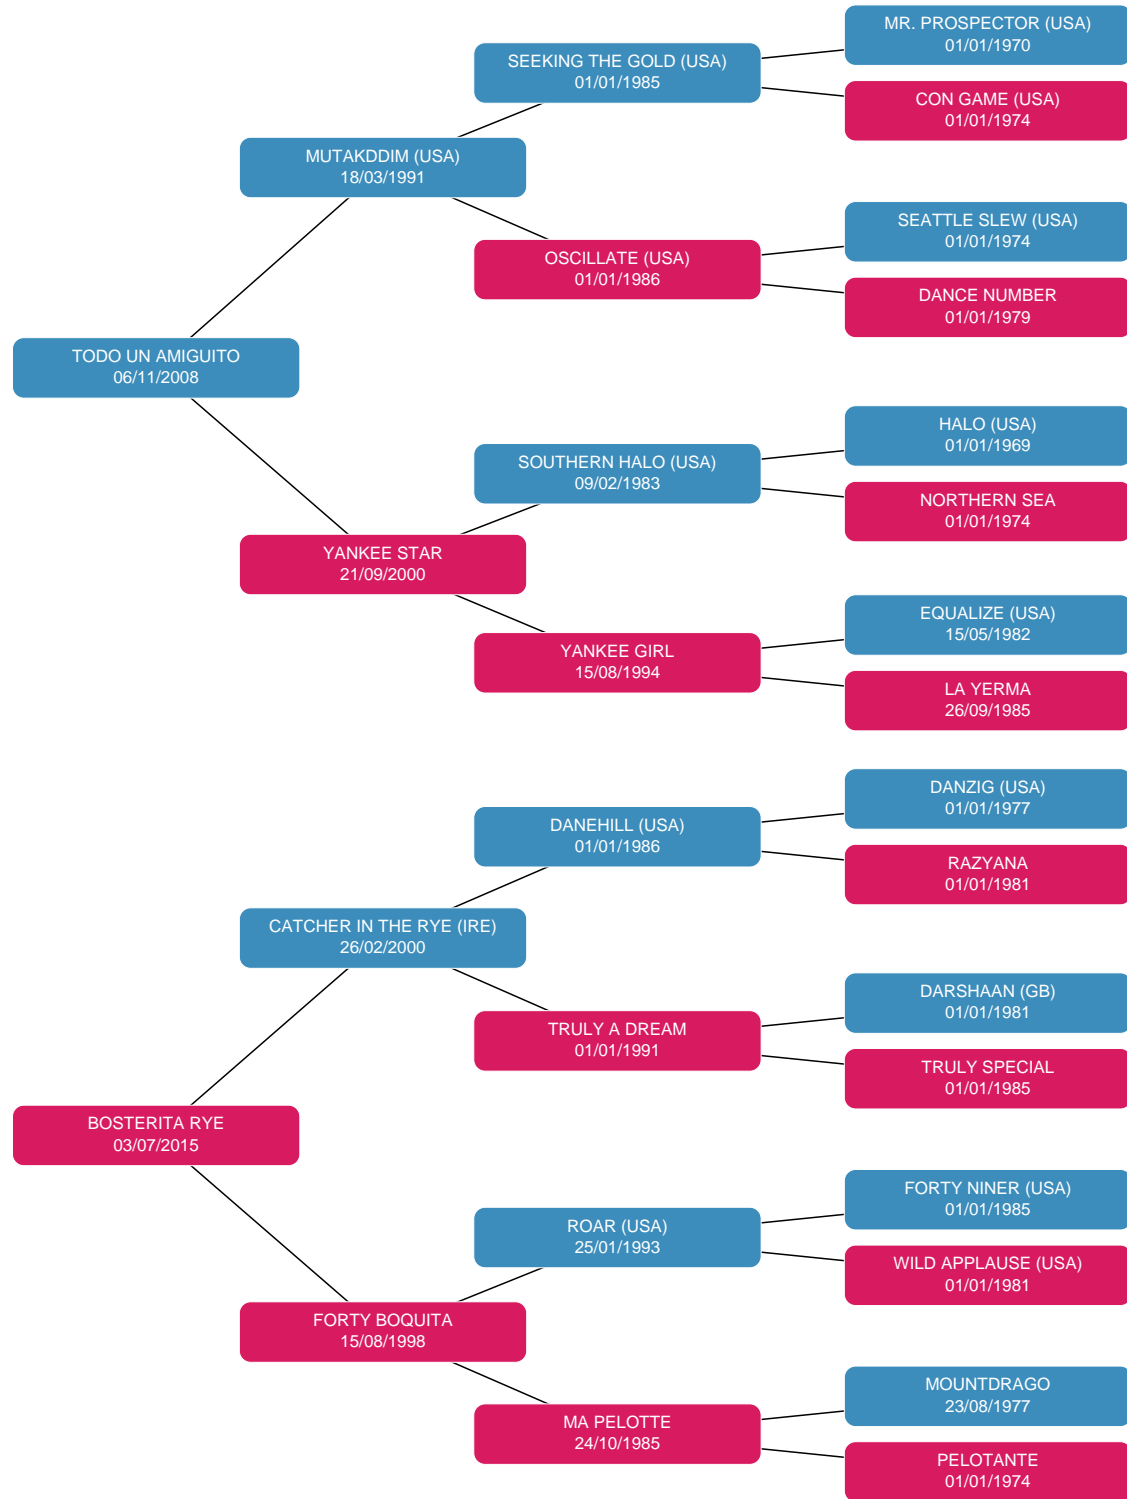 MR. PROSPECTOR (USA)
01/01/1970
SEEKING THE GOLD (USA)
01/01/1985
CON GAME (USA)
01/01/1974
MUTAKDDIM (USA)
18/03/1991
SEATTLE SLEW (USA)
01/01/1974
OSCILLATE (USA)
01/01/1986
DANCE NUMBER
01/01/1979
TODO UN AMIGUITO
06/11/2008
HALO (USA)
01/01/1969
SOUTHERN HALO (USA)
09/02/1983
NORTHERN SEA
01/01/1974
YANKEE STAR
21/09/2000
EQUALIZE (USA)
15/05/1982
YANKEE GIRL
15/08/1994
LA YERMA
26/09/1985
DANZIG (USA)
01/01/1977
DANEHILL (USA)
01/01/1986
RAZYANA
01/01/1981
CATCHER IN THE RYE (IRE)
26/02/2000
DARSHAAN (GB)
01/01/1981
TRULY A DREAM
01/01/1991
TRULY SPECIAL
01/01/1985
BOSTERITA RYE
03/07/2015
FORTY NINER (USA)
01/01/1985
ROAR (USA)
25/01/1993
WILD APPLAUSE (USA)
01/01/1981
FORTY BOQUITA
15/08/1998
MOUNTDRAGO
23/08/1977
MA PELOTTE
24/10/1985
PELOTANTE
01/01/1974